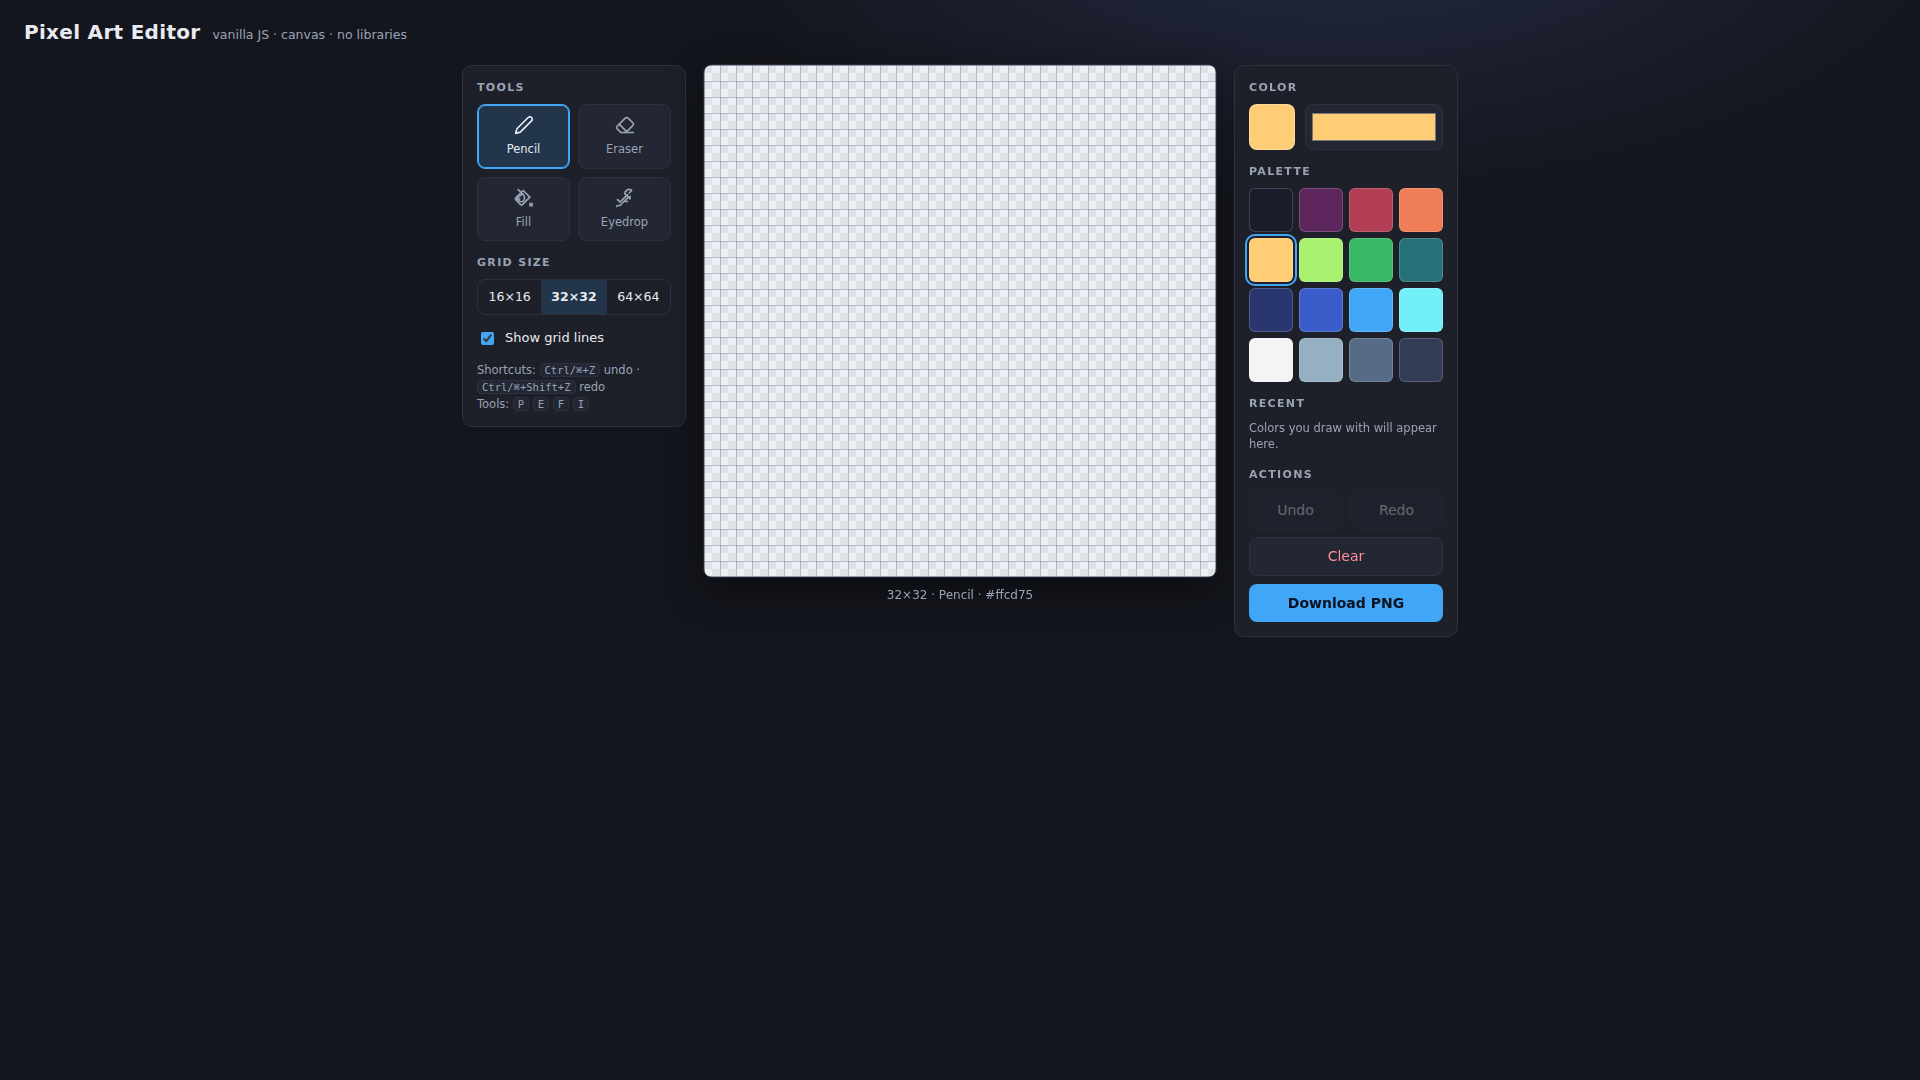 Pixel Art Editor vanilla JS · canvas · no libraries
TOOLS
Pencil Eraser
Fill Eyedrop
GRID SIZE
16×16 32×32 64×64
Show grid lines
Shortcuts: Ctrl/⌘+Z undo ·
Ctrl/⌘+Shift+Z redo
Tools: P E F I
32×32 · Pencil · #ffcd75
COLOR
PALETTE
RECENT
Colors you draw with will appear
here.
ACTIONS
Undo Redo
Clear
Download PNG